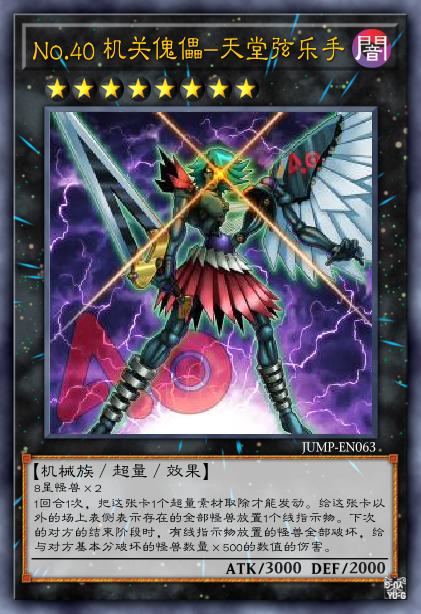 No.40 机关傀儡-天堂弦乐手 闇
40
4.0
JUMP-EN063
【机械族/超量/效果】
8星怪兽×2
1回合1次，把这张卡1个超量素材取除才能发动。给这张卡以
外的场上表侧表示存在的全部怪兽放置1个线指示物。下次
的对方的结束阶段时，有线指示物放置的怪兽全部破坏，给
与对方基本分破坏的怪兽数量×500的数值的伤害。
ATK/3000 DEF/2000